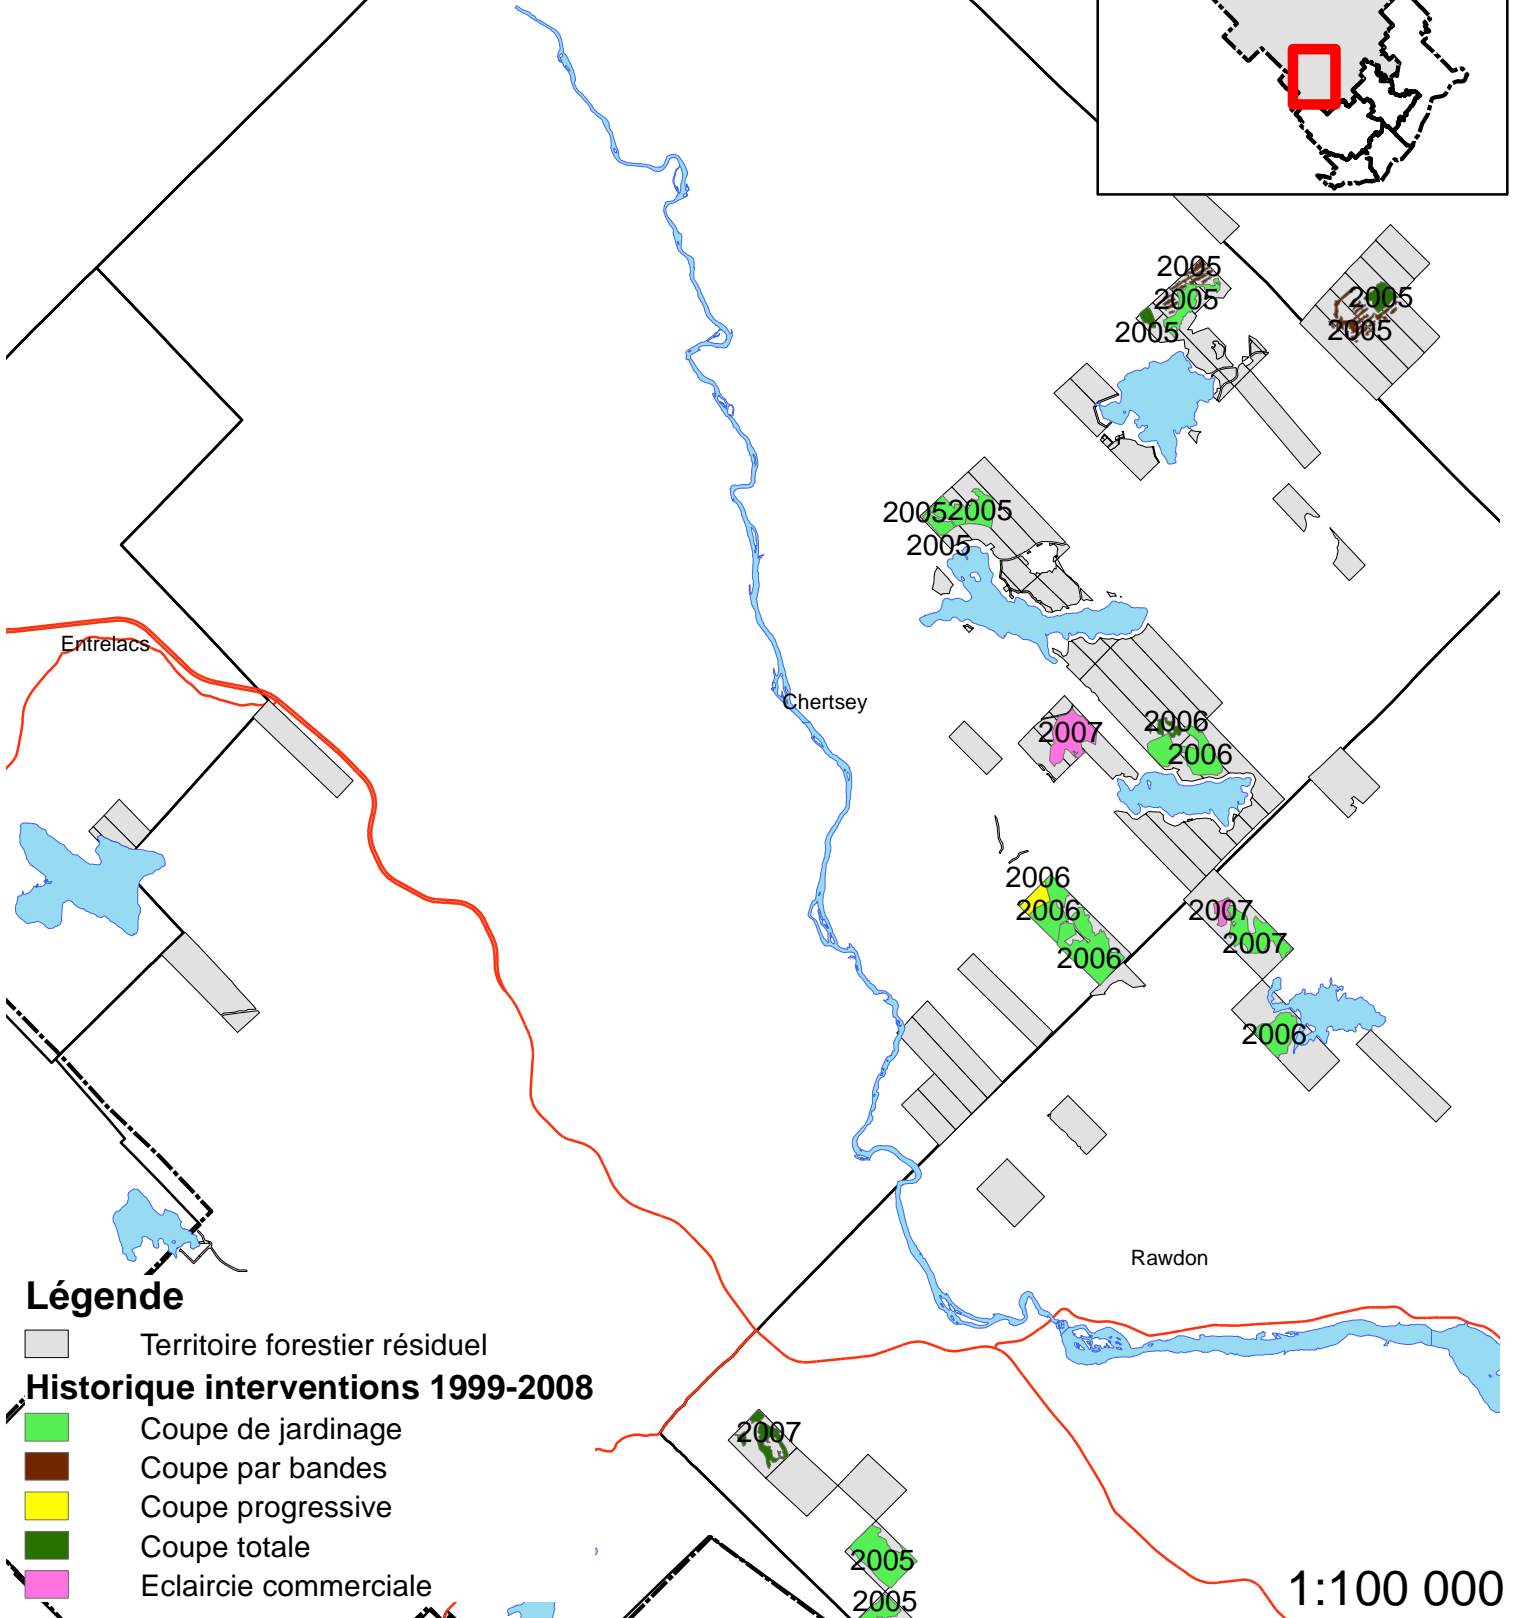 2005
2005
2005
2005
2005
20052005
2005
Entrelacs
Chertsey
2007
2006
2006
2006
2006
2006
2007
2007
2006
Rawdon
Légende
Territoire forestier résiduel
Historique interventions 1999-2008
Coupe de jardinage
Coupe par bandes
Coupe progressive
Coupe totale
Eclaircie commerciale
2007
2005
2005
1:100 000